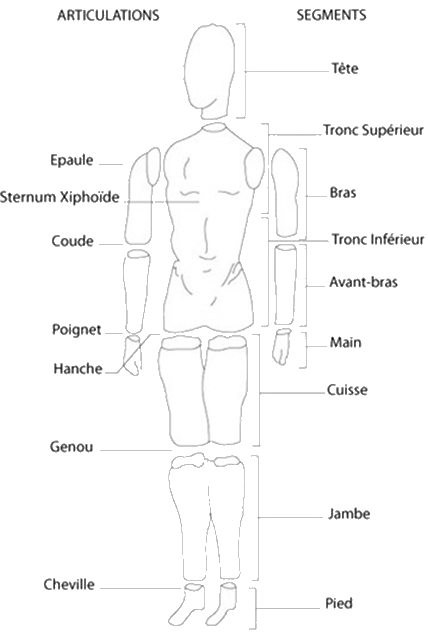 ARTICULATIONS
SEGMENTS
Tête
Tronc Supérieur
Epaule
Sternum Xiphoïde
Bras
Coude
Tronc Inférieur
Avant-bras
Poignet
Main
Hanche
Cuisse
Genou
Jambe
Cheville
Pied